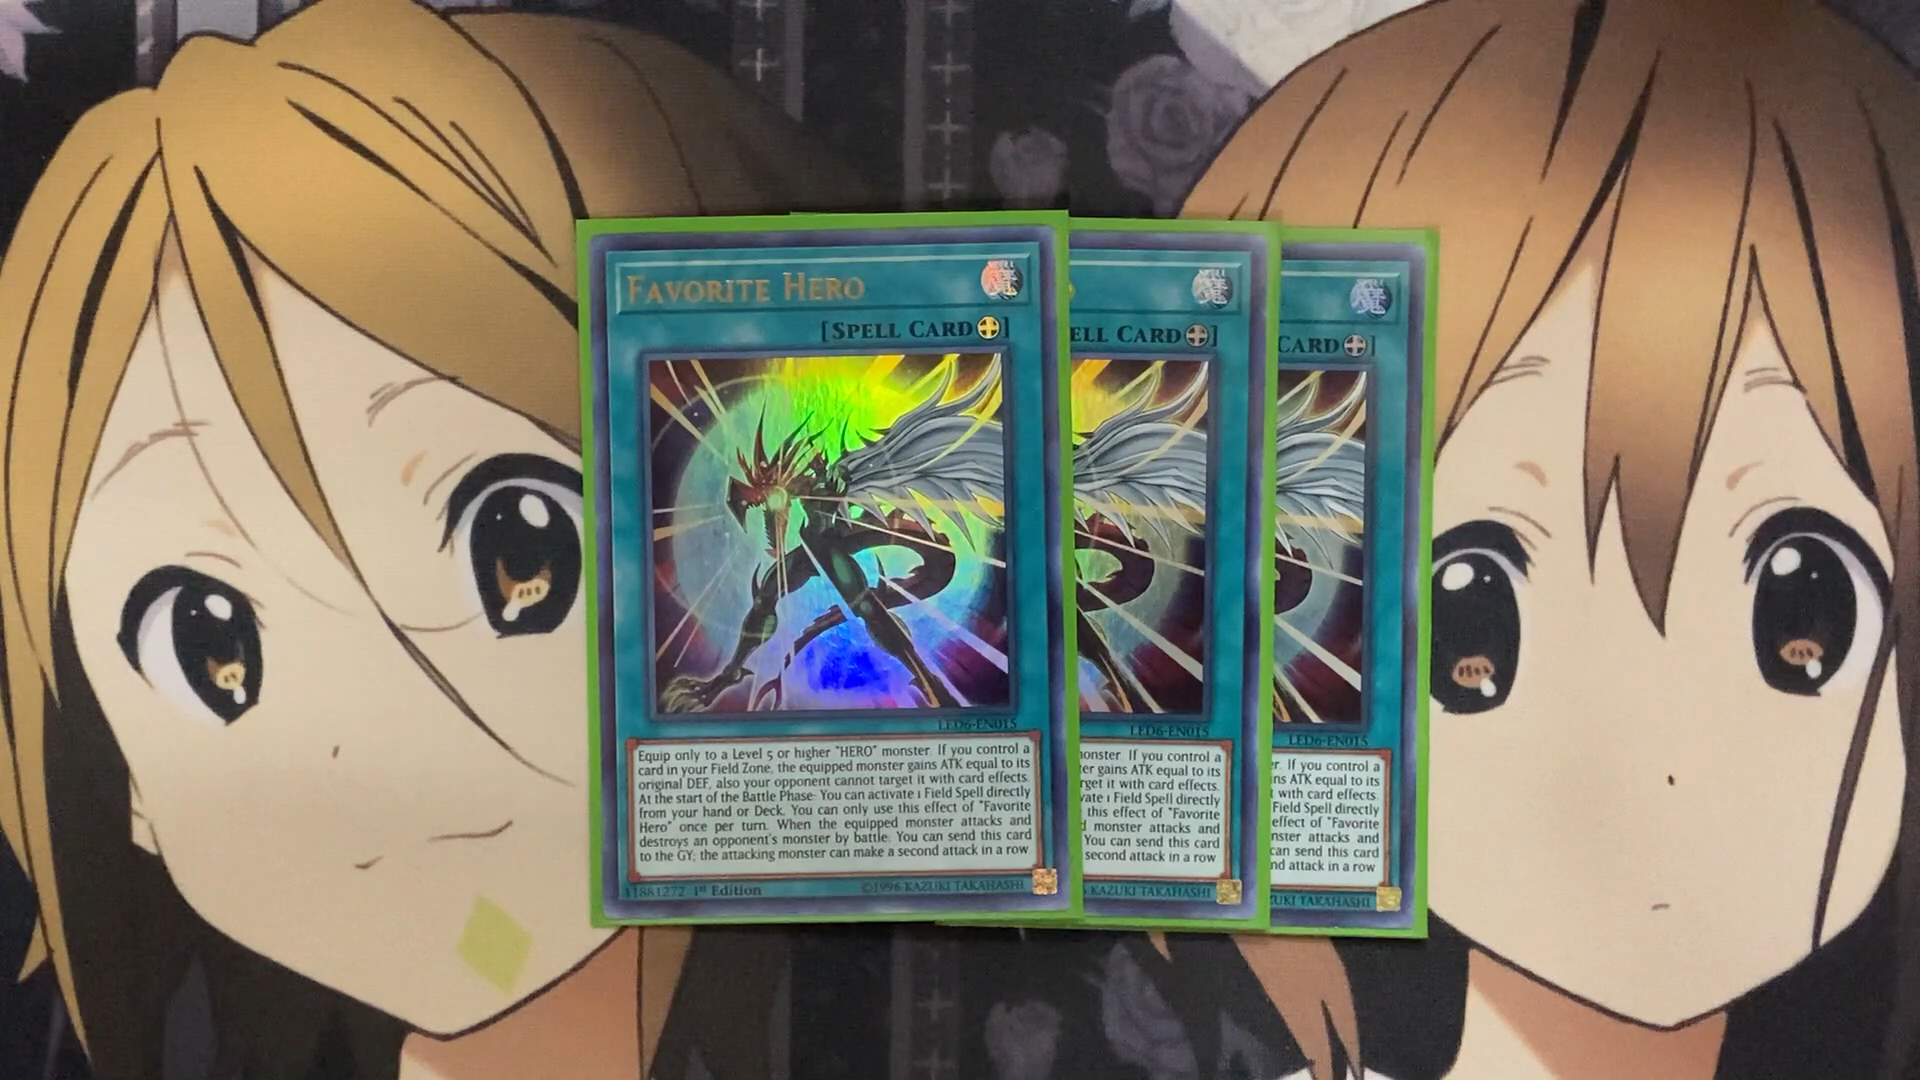 FAVORITE HERO
魔
魔
魔
[SPELL CARD]
ELL CARD]
CARD]
LED6-EN015
LED6-EN015
LED6-EN015
Equip only to a Level 5 or higher "HERO" monster. If you control a
card in your Field Zone, the equipped monster gains ATK equal to its
original DEF, also your opponent cannot target it with card effects.
At the start of the Battle Phase: You can activate 1 Field Spell directly
from your hand or Deck. You can only use this effect of "Favorite
Hero" once per turn. When the equipped monster attacks and
destroys an opponent's monster by battle: You can send this card
to the GY; the attacking monster can make a second attack in a row
onster. If you control a
ter gains ATK equal to its
rget it with card effects.
vate 1 Field Spell directly
this effect of "Favorite
d monster attacks and
You can send this card
second attack in a row
r. If you control a
ins ATK equal to its
t with card effects.
Field Spell directly
effect of "Favorite
nster attacks and
can send this card
nd attack in a row
1881272 1st Edition
©1996 KAZUKI TAKAHASHI
KAZUKI TAKAHASHI
ZUKI TAKAHASHI